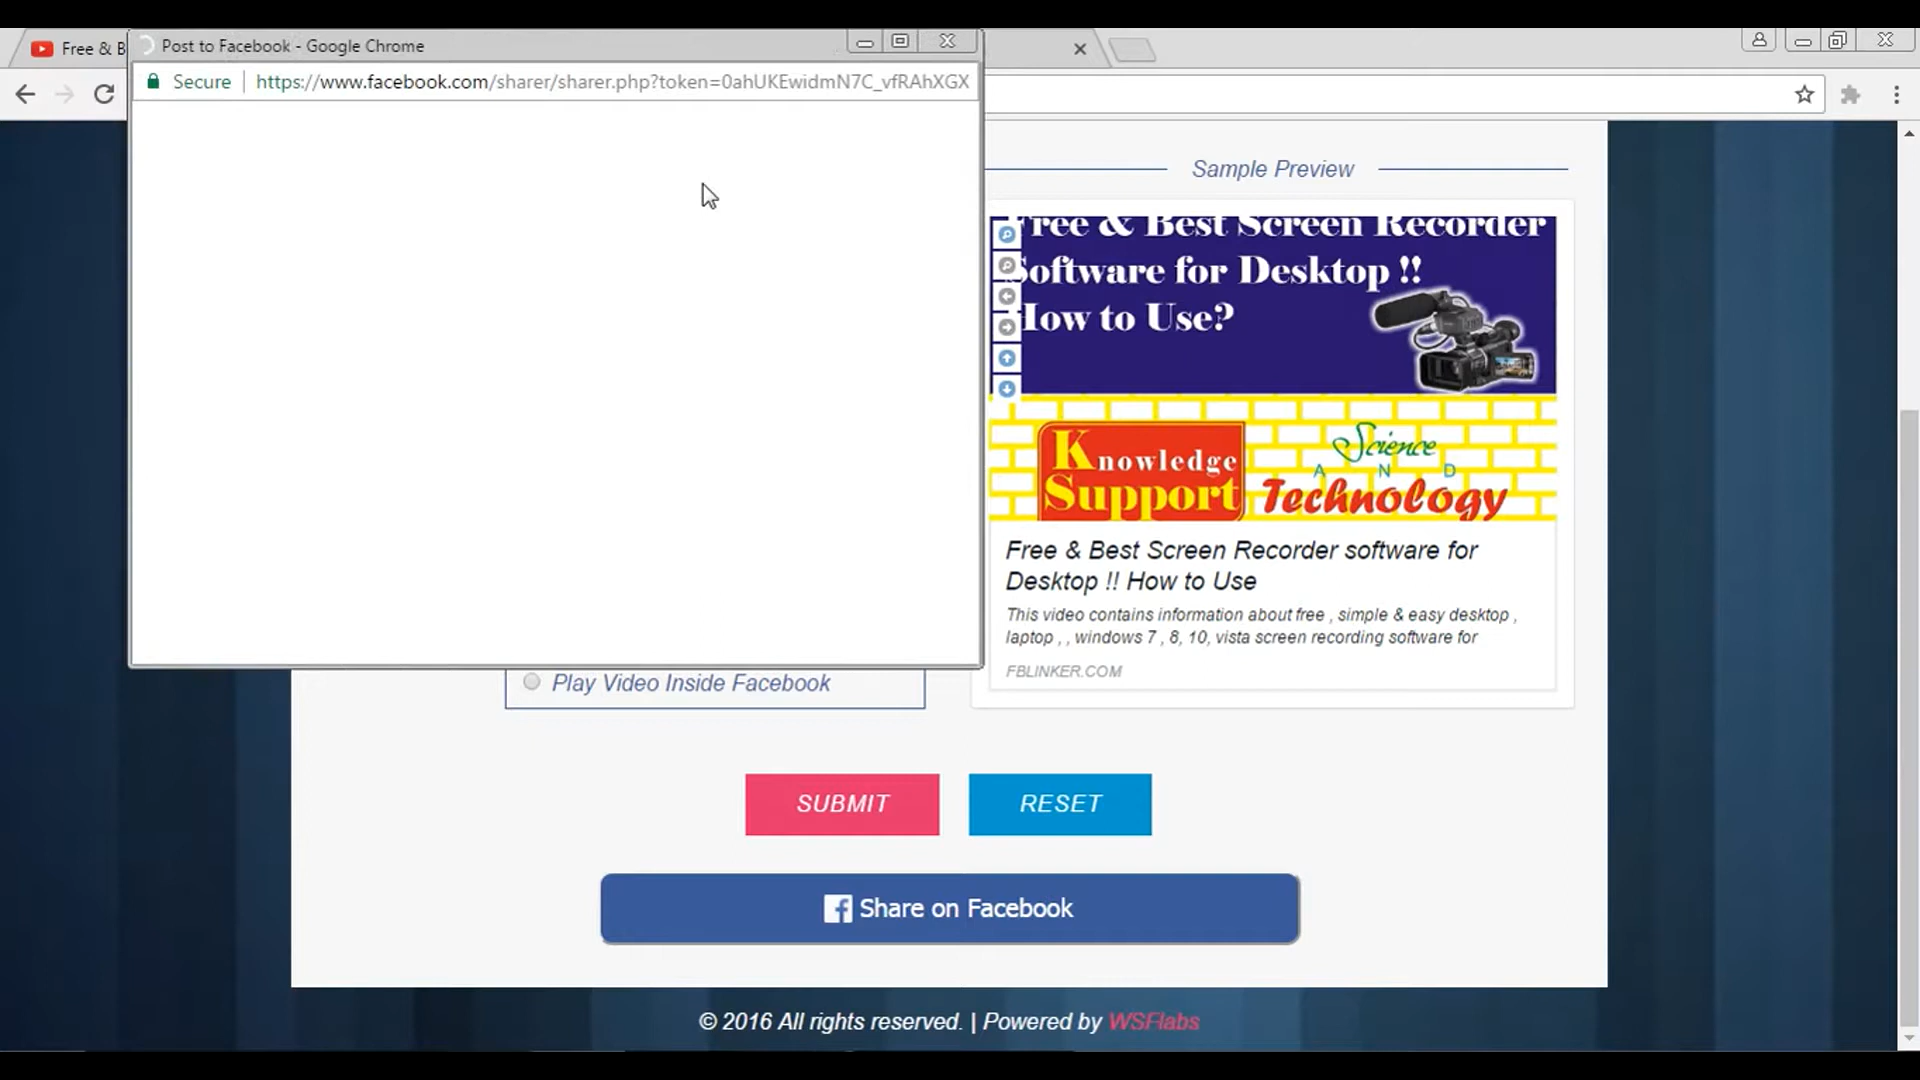 Free & B
Post to Facebook - Google Chrome
Secure
https://www.facebook.com/sharer/sharer.php?token=0ahUKEwidmN7C_vfRAhXGX
Sample Preview
Free & Best Screen Recorder
Software for Desktop !!
How to Use?
Knowledge
Support
Science
AND
Technology
Free & Best Screen Recorder software for
Desktop !! How to Use
This video contains information about free , simple & easy desktop ,
laptop , , windows 7 , 8, 10, vista screen recording software for
FBLINKER.COM
Play Video Inside Facebook
SUBMIT
RESET
Share on Facebook
© 2016 All rights reserved. | Powered by WSFlabs